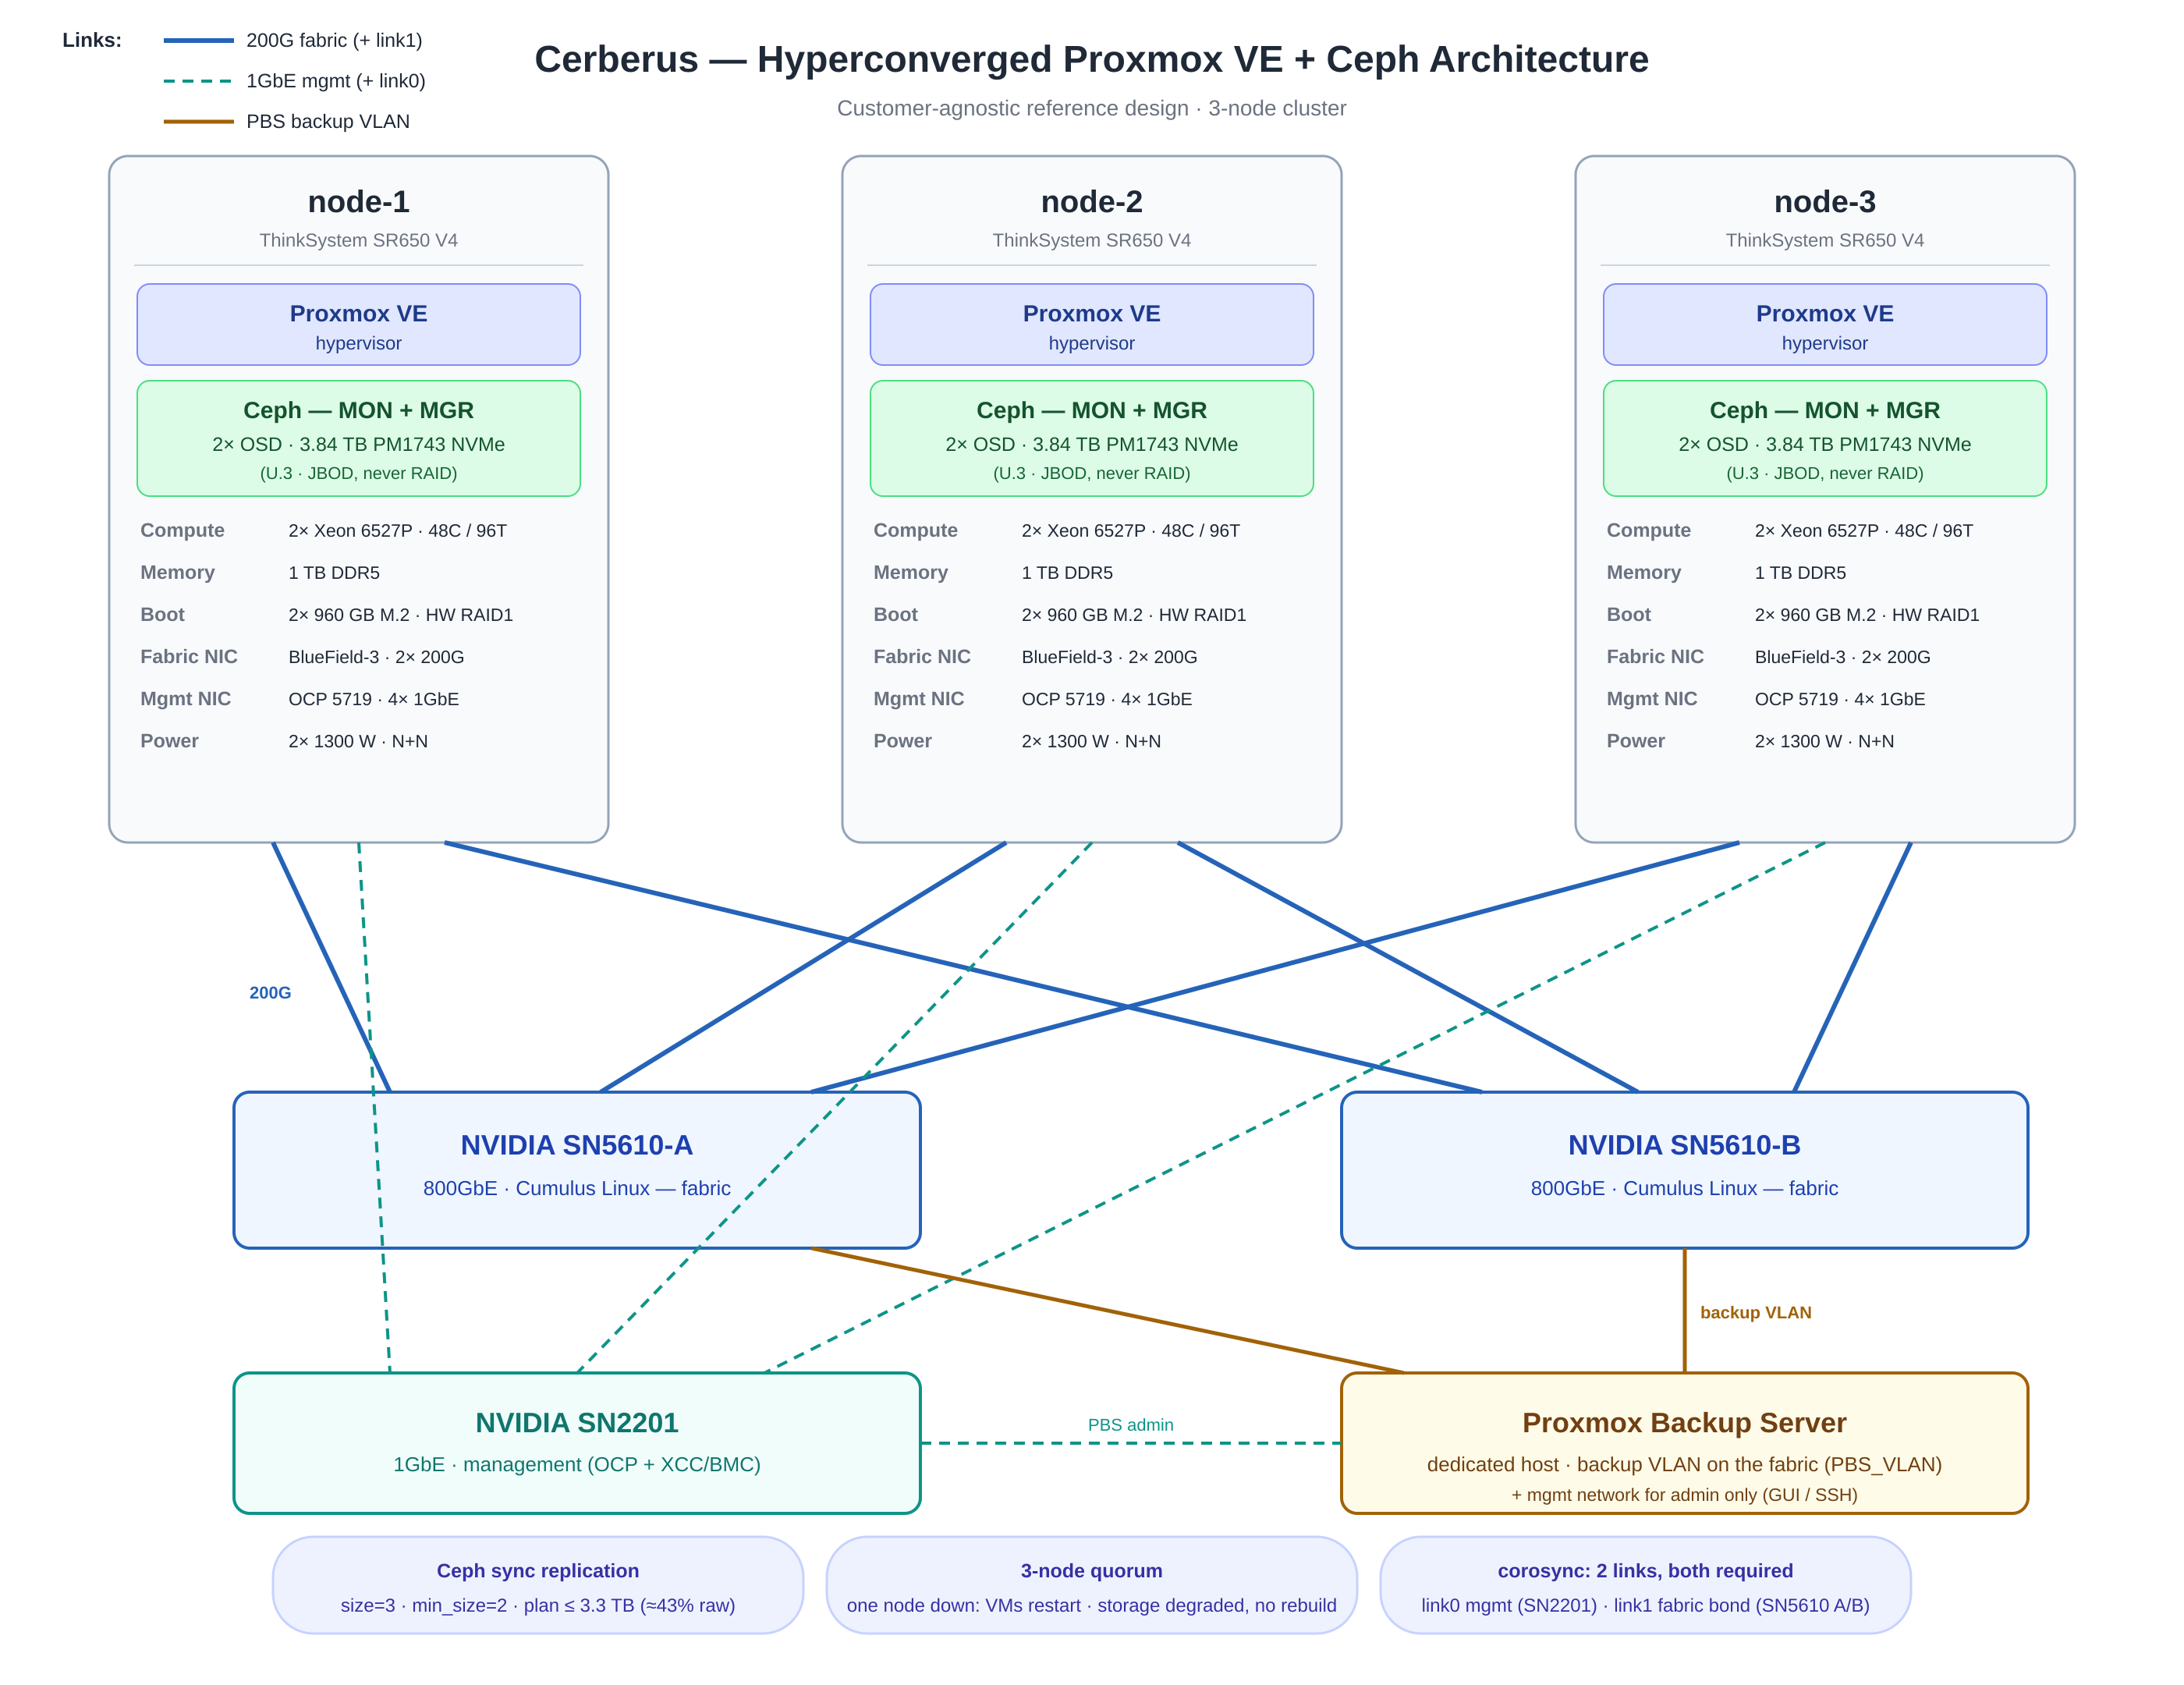 Links:
200G fabric (+ link1)
1GbE mgmt (+ link0)
PBS backup VLAN
Cerberus — Hyperconverged Proxmox VE + Ceph Architecture
Customer-agnostic reference design · 3-node cluster
node-1
ThinkSystem SR650 V4
Proxmox VE
hypervisor
Ceph — MON + MGR
2× OSD · 3.84 TB PM1743 NVMe
(U.3 · JBOD, never RAID)
Compute 2× Xeon 6527P · 48C / 96T
Memory 1 TB DDR5
Boot 2× 960 GB M.2 · HW RAID1
Fabric NIC BlueField-3 · 2× 200G
Mgmt NIC OCP 5719 · 4× 1GbE
Power 2× 1300 W · N+N
node-2
ThinkSystem SR650 V4
Proxmox VE
hypervisor
Ceph — MON + MGR
2× OSD · 3.84 TB PM1743 NVMe
(U.3 · JBOD, never RAID)
Compute 2× Xeon 6527P · 48C / 96T
Memory 1 TB DDR5
Boot 2× 960 GB M.2 · HW RAID1
Fabric NIC BlueField-3 · 2× 200G
Mgmt NIC OCP 5719 · 4× 1GbE
Power 2× 1300 W · N+N
node-3
ThinkSystem SR650 V4
Proxmox VE
hypervisor
Ceph — MON + MGR
2× OSD · 3.84 TB PM1743 NVMe
(U.3 · JBOD, never RAID)
Compute 2× Xeon 6527P · 48C / 96T
Memory 1 TB DDR5
Boot 2× 960 GB M.2 · HW RAID1
Fabric NIC BlueField-3 · 2× 200G
Mgmt NIC OCP 5719 · 4× 1GbE
Power 2× 1300 W · N+N
200G
NVIDIA SN5610-A
800GbE · Cumulus Linux — fabric
NVIDIA SN5610-B
800GbE · Cumulus Linux — fabric
backup VLAN
NVIDIA SN2201
1GbE · management (OCP + XCC/BMC)
PBS admin
Proxmox Backup Server
dedicated host · backup VLAN on the fabric (PBS_VLAN)
+ mgmt network for admin only (GUI / SSH)
Ceph sync replication
size=3 · min_size=2 · plan ≤ 3.3 TB (≈43% raw)
3-node quorum
one node down: VMs restart · storage degraded, no rebuild
corosync: 2 links, both required
link0 mgmt (SN2201) · link1 fabric bond (SN5610 A/B)